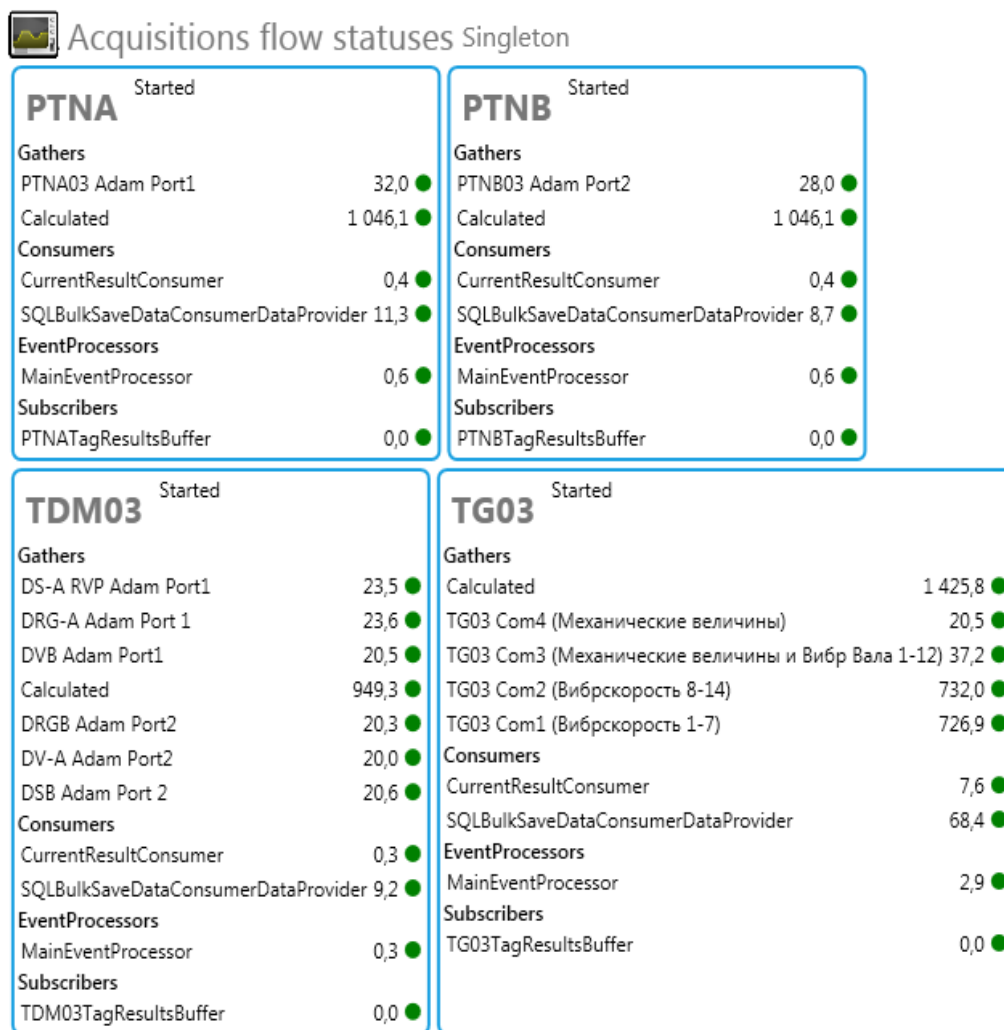 Acquisitions flow statuses Singleton
Started
PTNA
Gathers
PTNA03 Adam Port1 32,0
Calculated 1 046,1
Consumers
CurrentResultConsumer 0,4
SQLBulkSaveDataConsumerDataProvider 11,3
EventProcessors
MainEventProcessor 0,6
Subscribers
PTNATagResultsBuffer 0,0
Started
PTNB
Gathers
PTNB03 Adam Port2 28,0
Calculated 1 046,1
Consumers
CurrentResultConsumer 0,4
SQLBulkSaveDataConsumerDataProvider 8,7
EventProcessors
MainEventProcessor 0,6
Subscribers
PTNBTagResultsBuffer 0,0
Started
TDM03
Gathers
DS-A RVP Adam Port1 23,5
DRG-A Adam Port 1 23,6
DVB Adam Port1 20,5
Calculated 949,3
DRGB Adam Port2 20,3
DV-A Adam Port2 20,0
DSB Adam Port 2 20,6
Consumers
CurrentResultConsumer 0,3
SQLBulkSaveDataConsumerDataProvider 9,2
EventProcessors
MainEventProcessor 0,3
Subscribers
TDM03TagResultsBuffer 0,0
Started
TG03
Gathers
Calculated 1 425,8
TG03 Com4 (Механические величины) 20,5
TG03 Com3 (Механические величины и Вибр Вала 1-12) 37,2
TG03 Com2 (Вибрскорость 8-14) 732,0
TG03 Com1 (Вибрскорость 1-7) 726,9
Consumers
CurrentResultConsumer 7,6
SQLBulkSaveDataConsumerDataProvider 68,4
EventProcessors
MainEventProcessor 2,9
Subscribers
TG03TagResultsBuffer 0,0